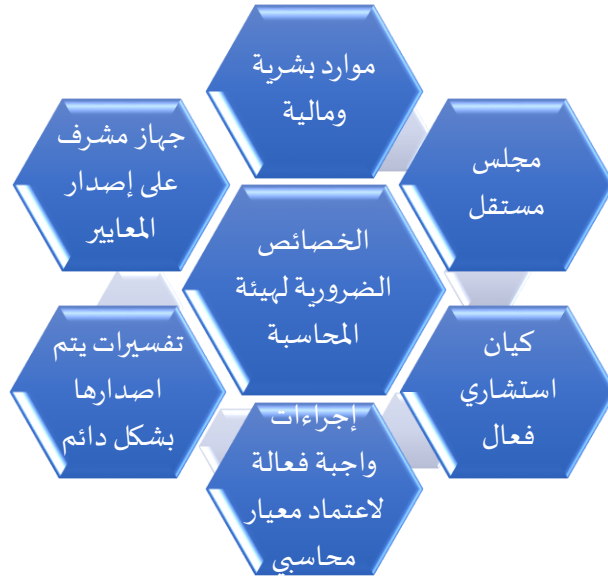 موارد بشرية
ومالية
جهاز مشرف
على إصدار
المعايير
مجلس
مستقل
الخصائص
الضرورية لهيئة
المحاسبة
تفسيرات يتم
اصدارها
بشكل دائم
كيان
استشاري
فعال
إجراءات
واجبة فعالة
لاعتماد معيار
محاسبي